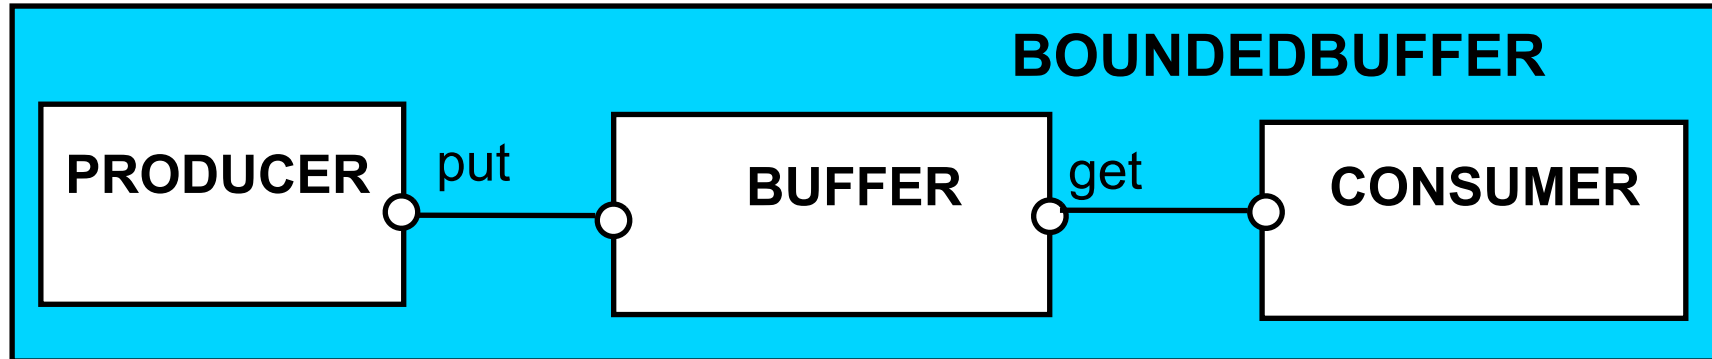 BOUNDEDBUFFER
PRODUCER
put
BUFFER
get
CONSUMER